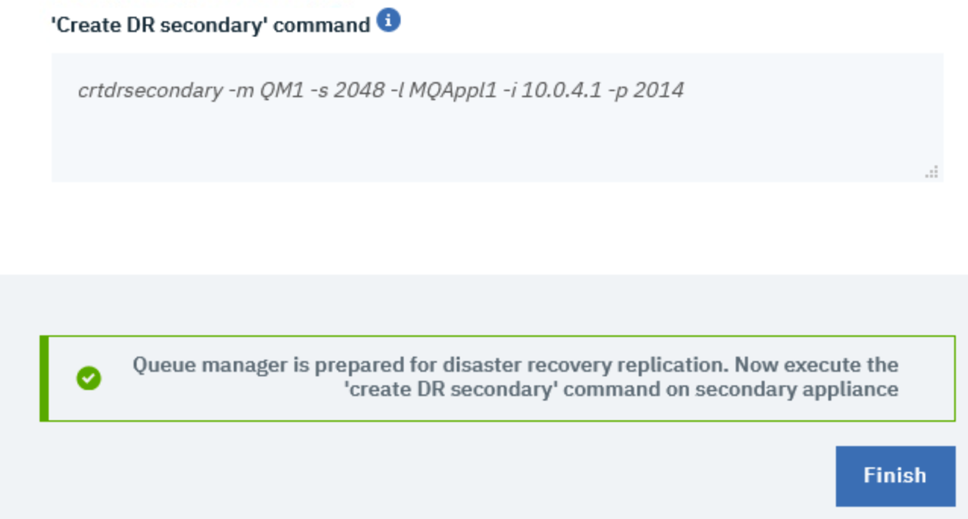 'Create DR secondary' command
crtdrsecondary -m QM1 -s 2048 -l MQAppl1 -i 10.0.4.1 -p 2014
Queue manager is prepared for disaster recovery replication. Now execute the
'create DR secondary' command on secondary appliance
Finish